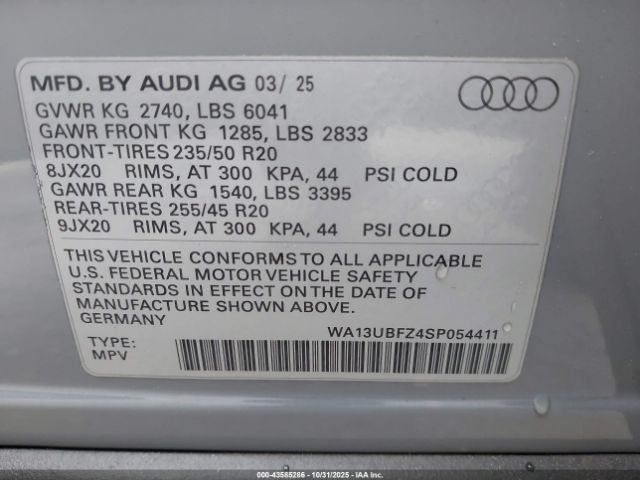 MFD. BY AUDI AG 03/ 25
GVWR KG 2740, LBS 6041
GAWR FRONT KG 1285, LBS 2833
FRONT-TIRES 235/50 R20
8JX20 RIMS, AT 300 KPA, 44 PSI COLD
GAWR REAR KG 1540, LBS 3395
REAR-TIRES 255/45 R20
9JX20 RIMS, AT 300 KPA, 44 PSI COLD
THIS VEHICLE CONFORMS TO ALL APPLICABLE
U.S. FEDERAL MOTOR VEHICLE SAFETY
STANDARDS IN EFFECT ON THE DATE OF
MANUFACTURE SHOWN ABOVE.
GERMANY
WA13UBFZ4SP054411
TYPE:
MPV
000-43585286 - 10/31/2025 - IAA Inc.